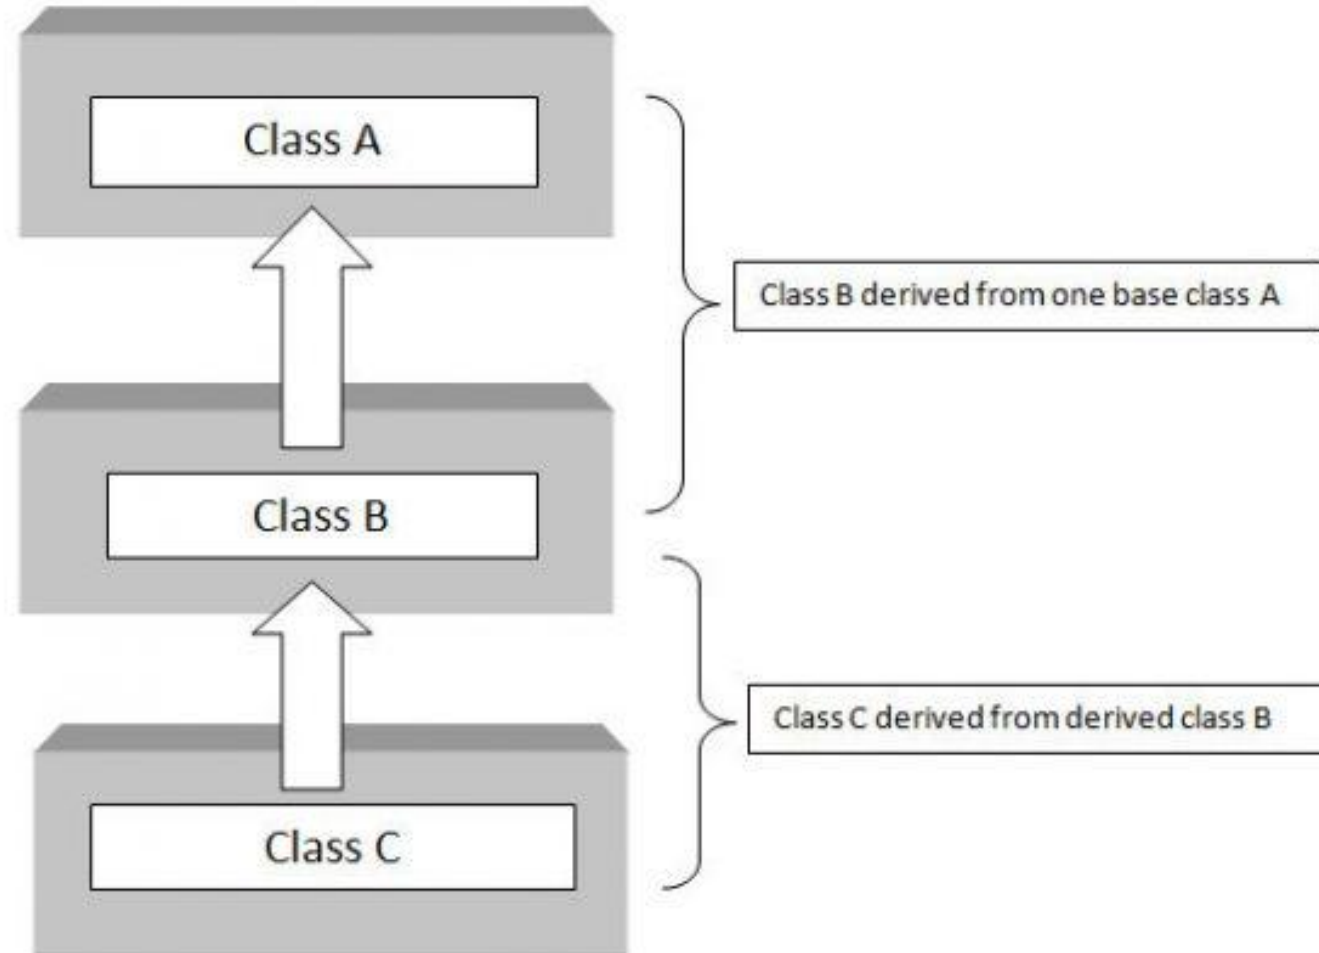 Class A
Class B derived from one base class A
Class B
Class C derived from derived class B
Class C